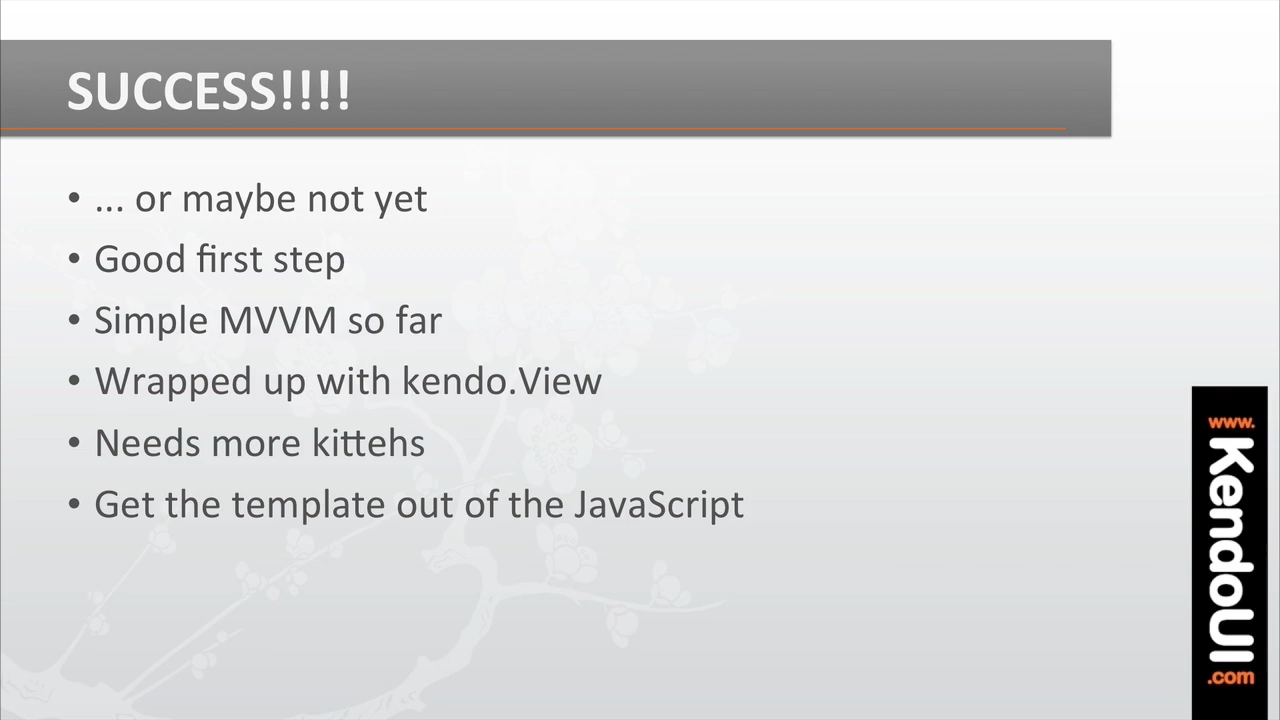 SUCCESS!!!!
• ... or maybe not yet
• Good first step
• Simple MVVM so far
• Wrapped up with kendo.View
• Needs more kittehs
• Get the template out of the JavaScript
www.
KendoUI
.com